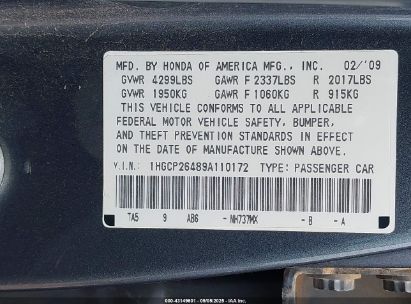 MFD. BY HONDA OF AMERICA MFG., INC. 02/'09
GVWR 4299LBS GAWR F 2337LBS R 2017LBS
GVWR 1950KG GAWR F 1060KG R 915KG
THIS VEHICLE CONFORMS TO ALL APPLICABLE
FEDERAL MOTOR VEHICLE SAFETY, BUMPER,
AND THEFT PREVENTION STANDARDS IN EFFECT
ON THE DATE OF MANUFACTURE SHOWN ABOVE.
V.I.N.: 1HGCP26489A110172 TYPE: PASSENGER CAR
TA5 9 AB6 - NH737MX - B - A